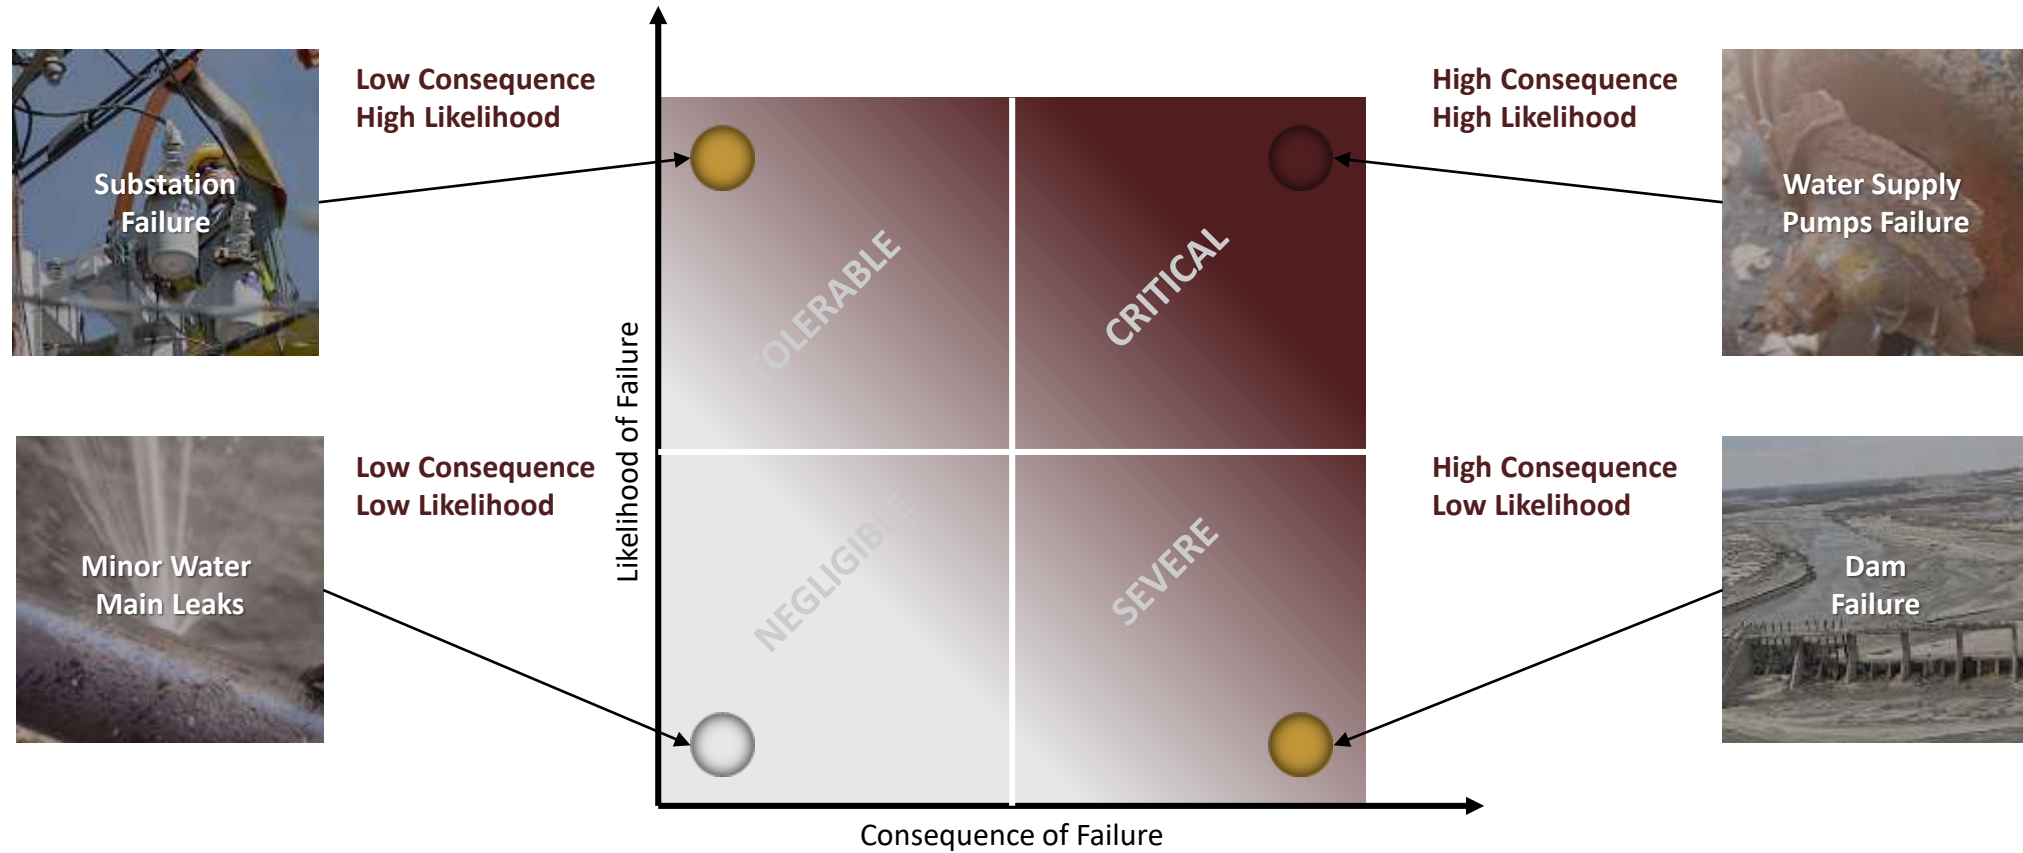 Low Consequence
High Likelihood
High Consequence
High Likelihood
Substation
Failure
Water Supply
Pumps Failure
TOLERABLE
CRITICAL
Likelihood of Failure
Low Consequence
Low Likelihood
High Consequence
Low Likelihood
Minor Water
Main Leaks
NEGLIGIBLE
SEVERE
Dam
Failure
Consequence of Failure